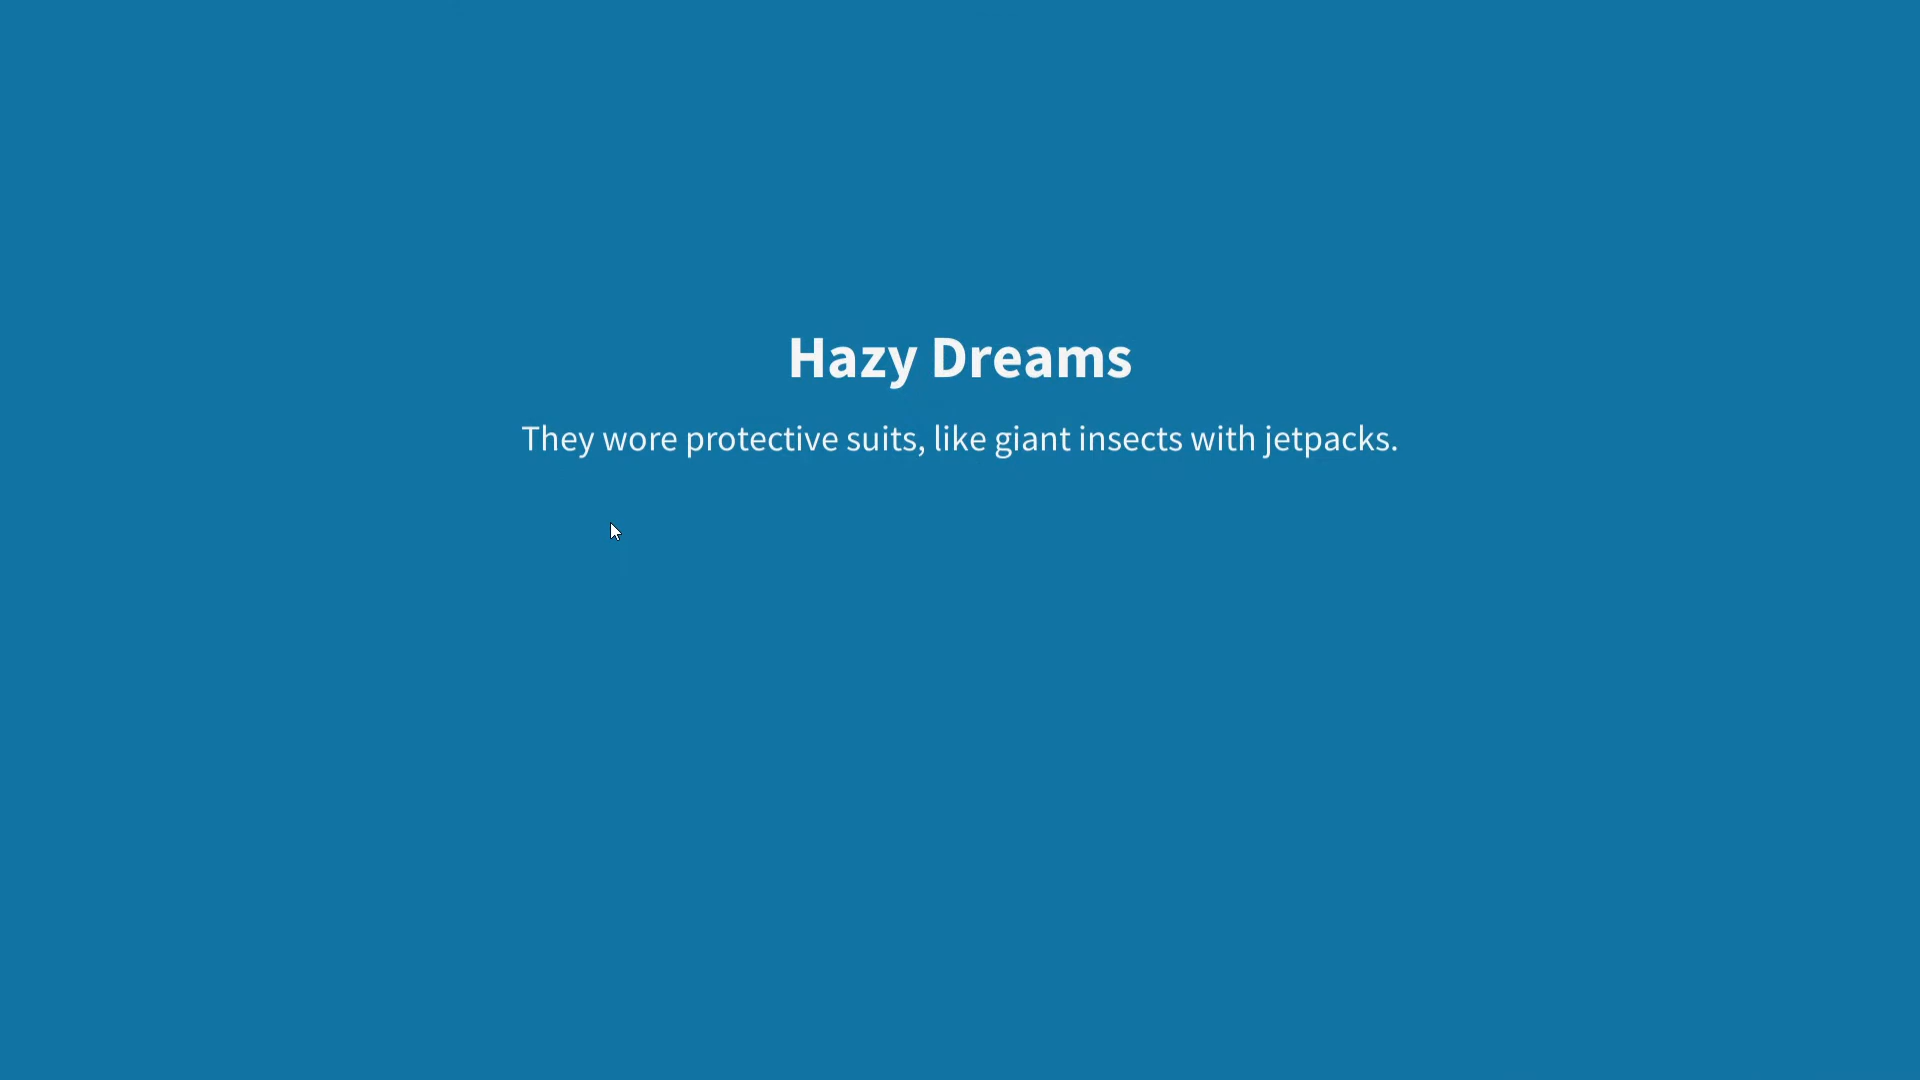 Hazy Dreams
They wore protective suits, like giant insects with jetpacks.